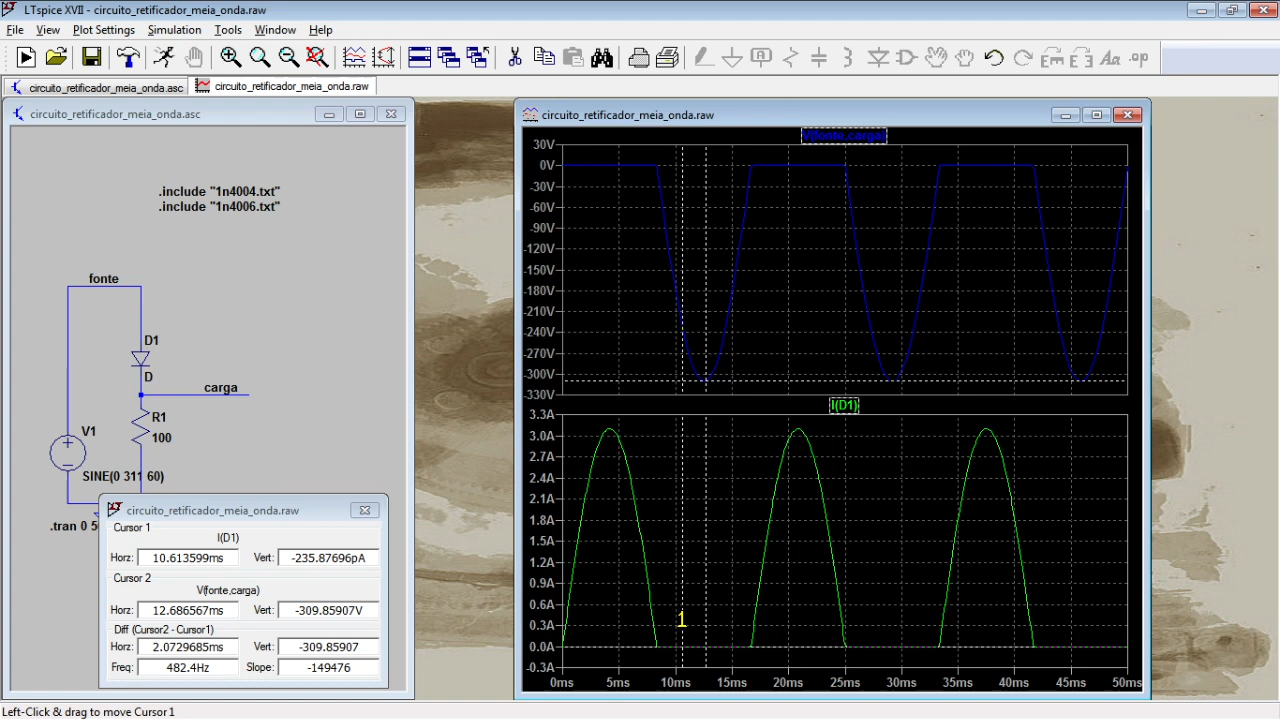 LTspice XVII - circuito_retificador_meia_onda.raw
File View Plot Settings Simulation Tools Window Help
circuito_retificador_meia_onda.asc circuito_retificador_meia_onda.raw
circuito_retificador_meia_onda.asc
.include "1n4004.txt"
.include "1n4006.txt"
fonte
D1
D
carga
R1
100
V1
SINE(0 311 60)
.tran 0 5
circuito_retificador_meia_onda.raw
Cursor 1
I(D1)
Horz: 10.613599ms Vert: -235.87696pA
Cursor 2
V(fonte,carga)
Horz: 12.686567ms Vert: -309.85907V
Diff (Cursor2 - Cursor1)
Horz: 2.0729685ms Vert: -309.85907
Freq: 482.4Hz Slope: -149476
circuito_retificador_meia_onda.raw
V(fonte,carga)
30V
0V
-30V
-60V
-90V
-120V
-150V
-180V
-210V
-240V
-270V
-300V
-330V
I(D1)
3.3A
3.0A
2.7A
2.4A
2.1A
1.8A
1.5A
1.2A
0.9A
0.6A
0.3A
0.0A
-0.3A
1
0ms 5ms 10ms 15ms 20ms 25ms 30ms 35ms 40ms 45ms 50ms
Left-Click & drag to move Cursor1